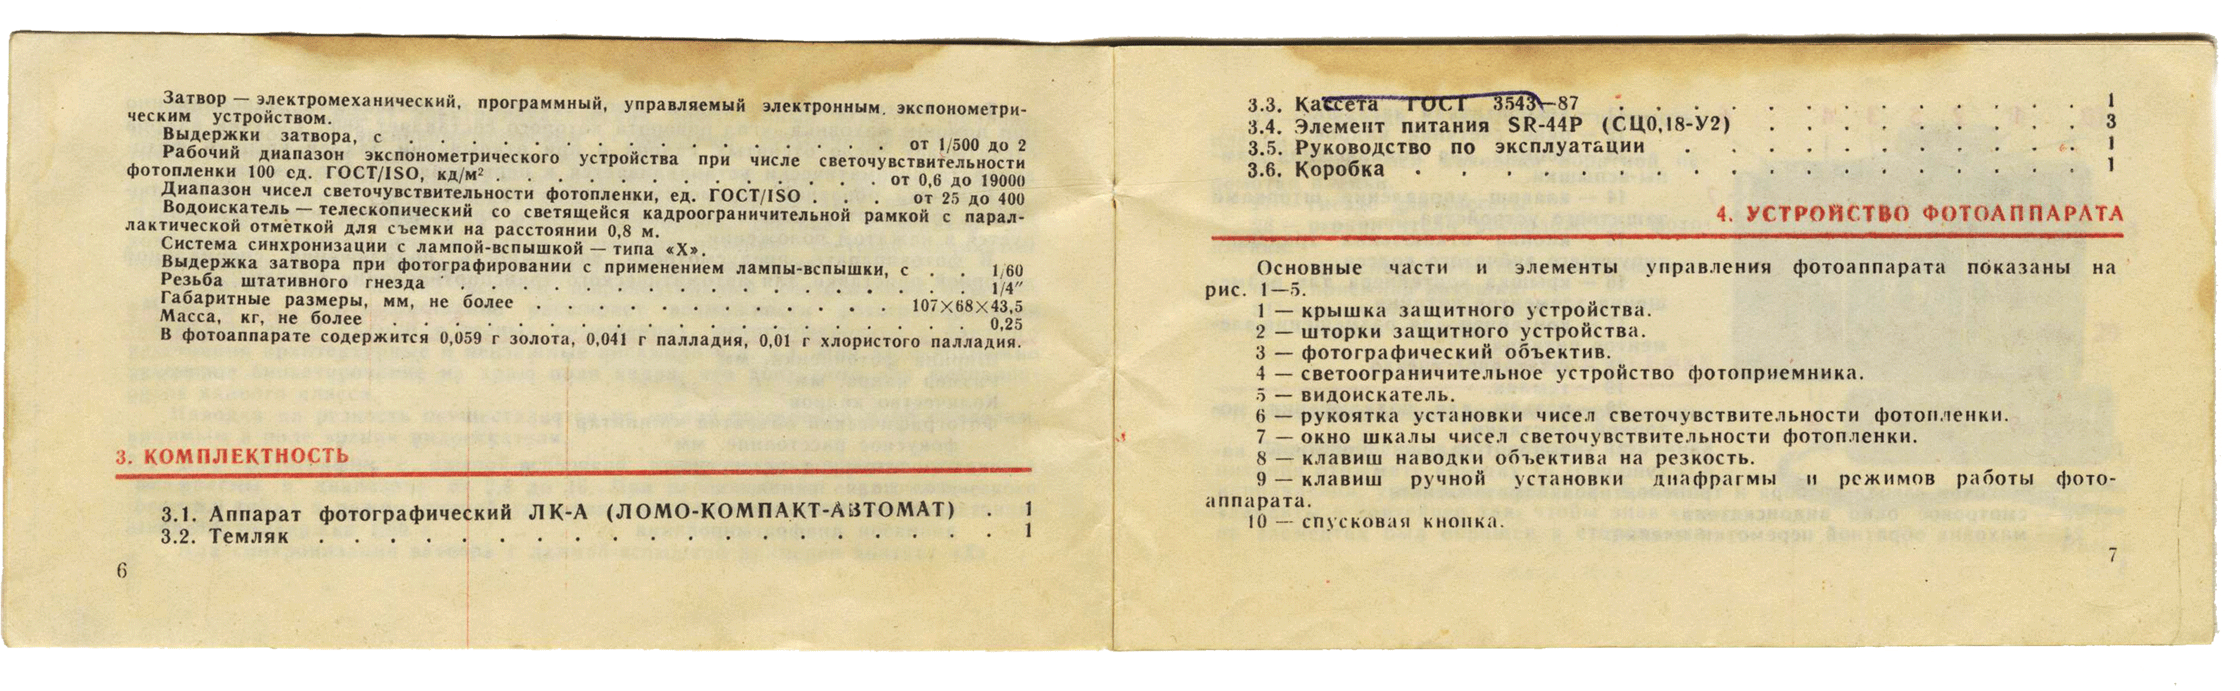 Затвор — электромеханический, программный, управляемый электронным. экспонометри-
ческим устройством.
Выдержки затвора, с . . . . . . . . . . . . . . . . от 1/500 до 2
Рабочий диапазон экспонометрического устройства при числе светочувствительности
фотопленки 100 ед. ГОСТ/ISO, кд/м² . . . . . . . . . . . . от 0,6 до 19000
Диапазон чисел светочувствительности фотопленки, ед. ГОСТ/ISO . . . от 25 до 400
Водоискатель — телескопический со светящейся кадроограничительной рамкой с парал-
лактической отметкой для съемки на расстоянии 0,8 м.
Система синхронизации с лампой-вспышкой — типа «X».
Выдержка затвора при фотографировании с применением лампы-вспышки, с . . 1/60
Резьба штативного гнезда . . . . . . . . . . . . . . . . . 1/4″
Габаритные размеры, мм, не более . . . . . . . . . . . . 107×68×43,5
Масса, кг, не более . . . . . . . . . . . . . . . . . . . 0,25
В фотоаппарате содержится 0,059 г золота, 0,041 г палладия, 0,01 г хлористого палладия.
3. КОМПЛЕКТНОСТЬ
3.1. Аппарат фотографический ЛК-А (ЛОМО-КОМПАКТ-АВТОМАТ) . 1
3.2. Темляк . . . . . . . . . . . . . . . . . . . . . 1
6
3.3. Кассета ГОСТ 3543—87 . . . . . . . . . . . . . 1
3.4. Элемент питания SR-44P (СЦ0,18-У2) . . . . . . . . . 3
3.5. Руководство по эксплуатации . . . . . . . . . . . 1
3.6. Коробка . . . . . . . . . . . . . . . . . . 1
4. УСТРОЙСТВО ФОТОАППАРАТА
Основные части и элементы управления фотоаппарата показаны на
рис. 1—5.
1 — крышка защитного устройства.
2 — шторки защитного устройства.
3 — фотографический объектив.
4 — светоограничительное устройство фотоприемника.
5 — видоискатель.
6 — рукоятка установки чисел светочувствительности фотопленки.
7 — окно шкалы чисел светочувствительности фотопленки.
8 — клавиш наводки объектива на резкость.
9 — клавиш ручной установки диафрагмы и режимов работы фото-
аппарата.
10 — спусковая кнопка.
7